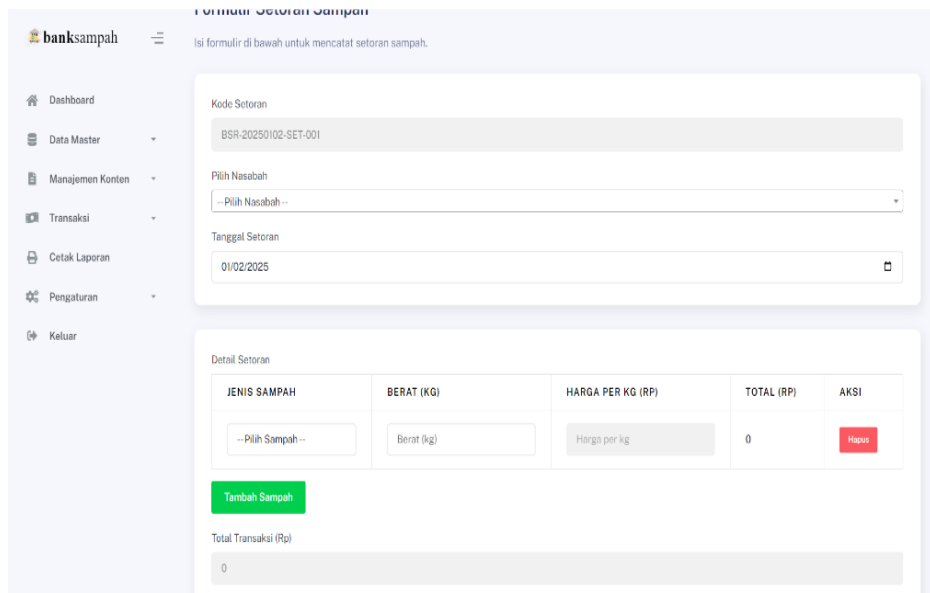 Formulir Setoran Sampah
banksampah
Isi formulir di bawah untuk mencatat setoran sampah.
Dashboard
Data Master
Manajemen Konten
Transaksi
Cetak Laporan
Pengaturan
Keluar
Kode Setoran
BSR-20250102-SET-001
Pilih Nasabah
-- Pilih Nasabah --
Tanggal Setoran
01/02/2025
Detail Setoran
JENIS SAMPAH BERAT (KG) HARGA PER KG (RP) TOTAL (RP) AKSI
-- Pilih Sampah -- Berat (kg) Harga per kg 0 Hapus
Tambah Sampah
Total Transaksi (Rp)
0